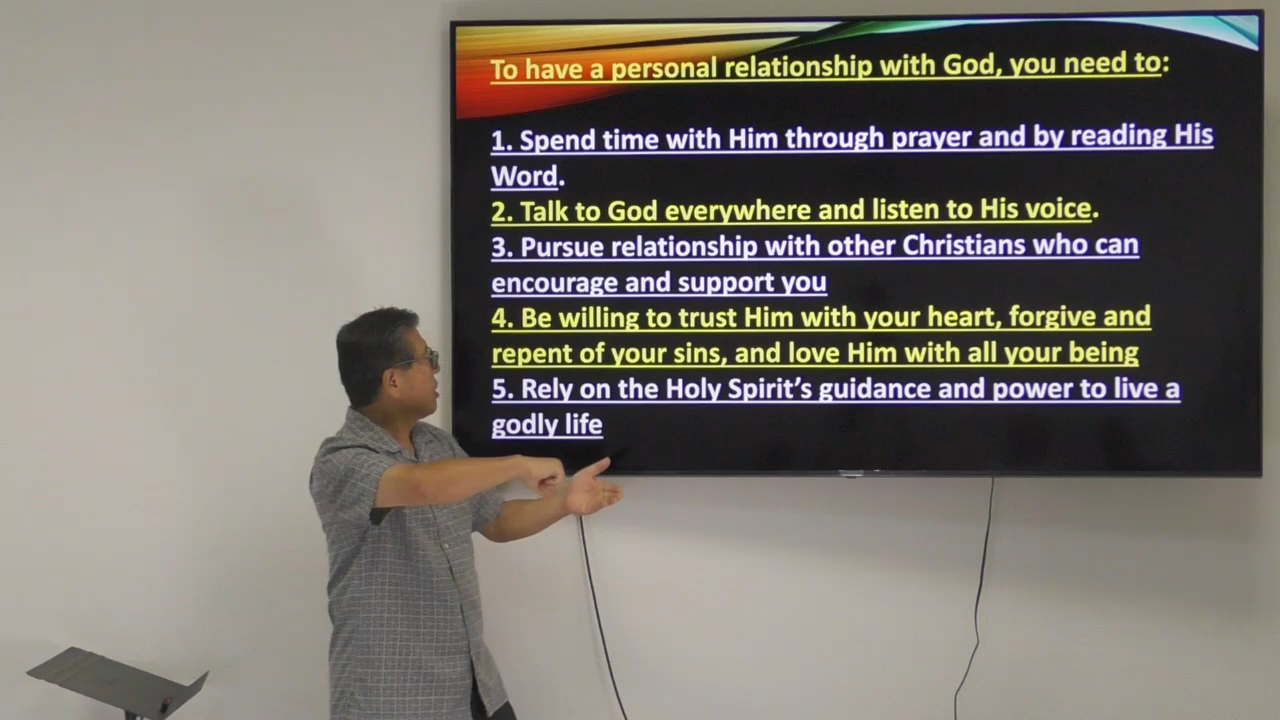 To have a personal relationship with God, you need to:
1. Spend time with Him through prayer and by reading His
Word.
2. Talk to God everywhere and listen to His voice.
3. Pursue relationship with other Christians who can
encourage and support you
4. Be willing to trust Him with your heart, forgive and
repent of your sins, and love Him with all your being
5. Rely on the Holy Spirit's guidance and power to live a
godly life